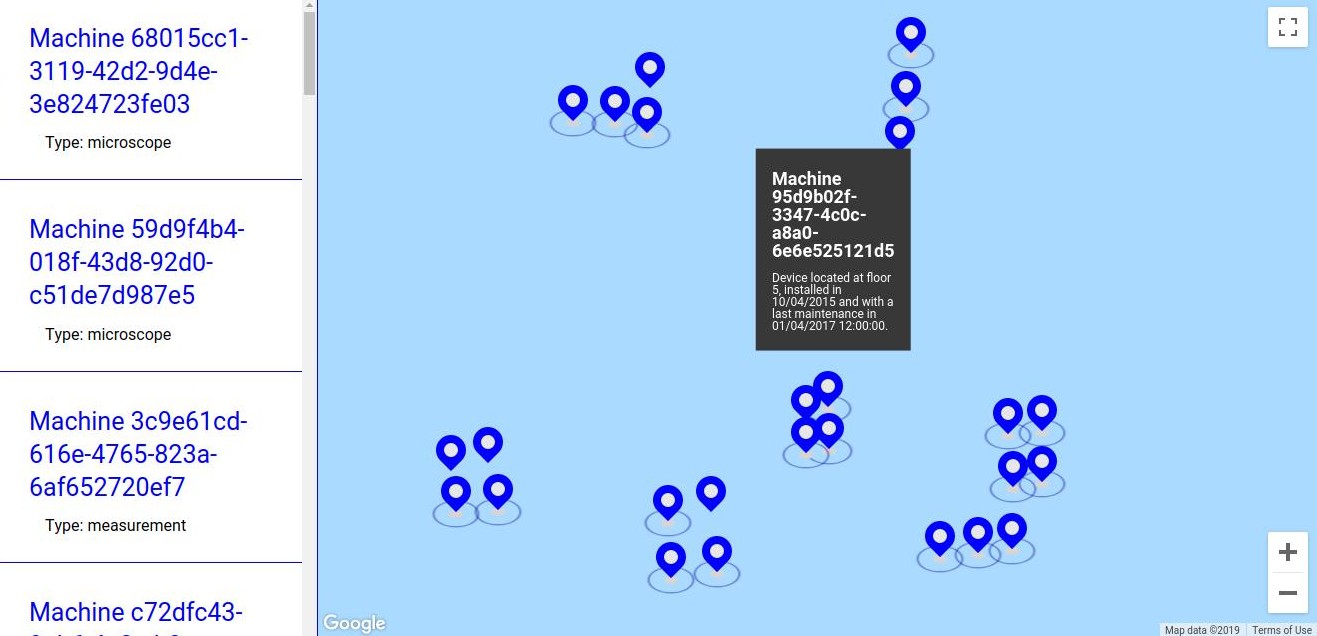 Machine 68015cc1-
3119-42d2-9d4e-
3e824723fe03
Type: microscope
Machine 59d9f4b4-
018f-43d8-92d0-
c51de7d987e5
Type: microscope
Machine 3c9e61cd-
616e-4765-823a-
6af652720ef7
Type: measurement
Machine c72dfc43-
Machine
95d9b02f-
3347-4c0c-
a8a0-
6e6e525121d5
Device located at floor
5, installed in
10/04/2015 and with a
last maintenance in
01/04/2017 12:00:00.
Google
Map data ©2019
Terms of Use